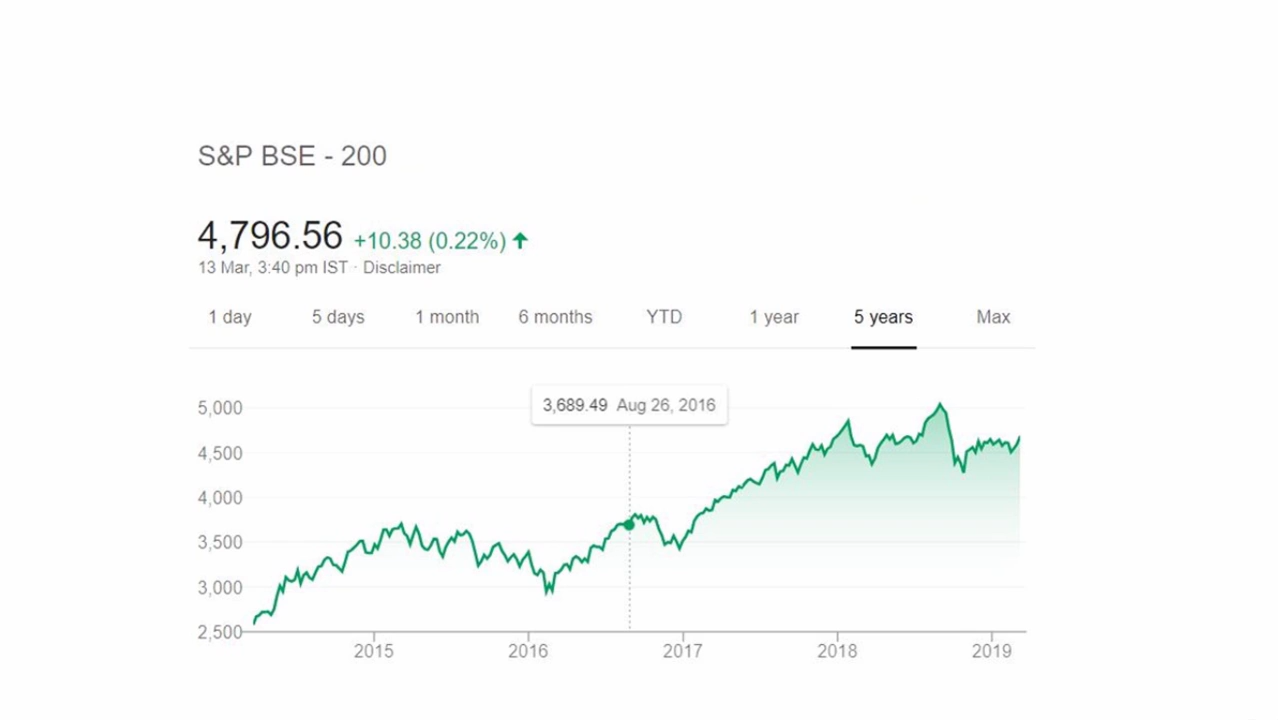 S&P BSE - 200
4,796.56 +10.38 (0.22%) ↑
13 Mar, 3:40 pm IST · Disclaimer
1 day 5 days 1 month 6 months YTD 1 year 5 years Max
3,689.49 Aug 26, 2016
5,000
4,500
4,000
3,500
3,000
2,500
2015 2016 2017 2018 2019